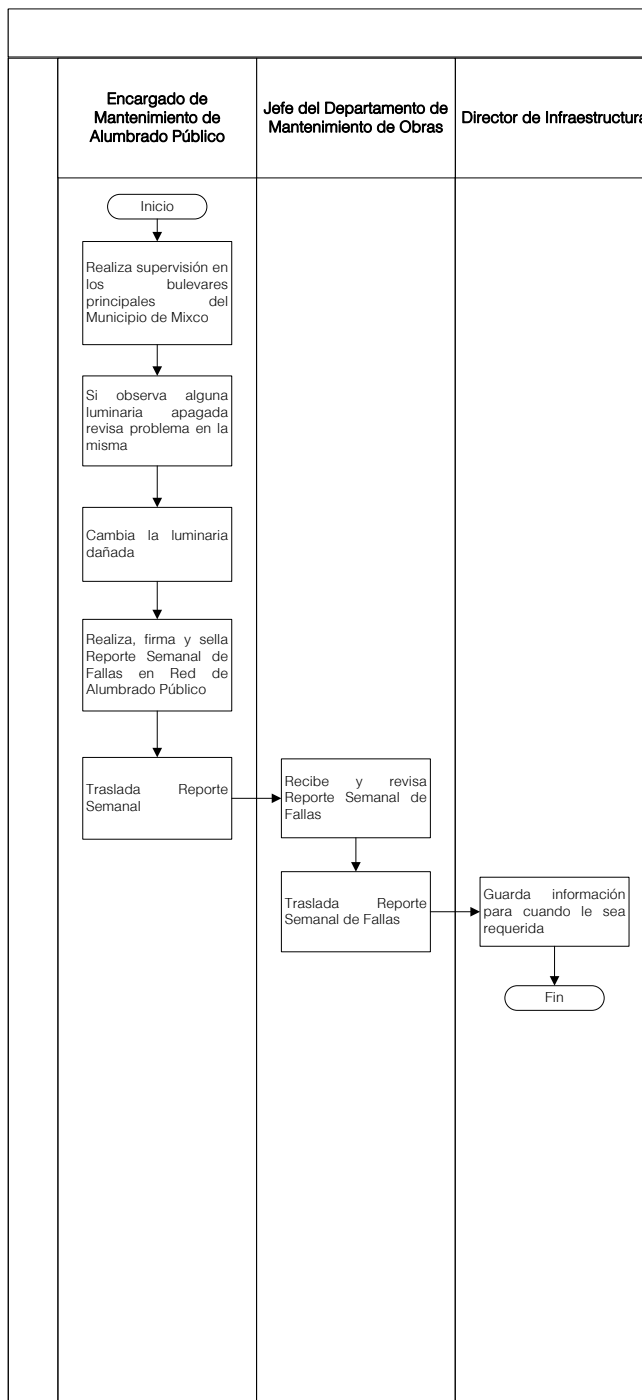 Encargado de
Mantenimiento de
Alumbrado Público
Jefe del Departamento de
Mantenimiento de Obras
Director de Infraestructura
Inicio
Realiza supervisión en
los bulevares
principales del
Municipio de Mixco
Si observa alguna
luminaria apagada
revisa problema en la
misma
Cambia la luminaria
dañada
Realiza, firma y sella
Reporte Semanal de
Fallas en Red de
Alumbrado Público
Traslada Reporte
Semanal
Recibe y revisa
Reporte Semanal de
Fallas
Traslada Reporte
Semanal de Fallas
Guarda información
para cuando le sea
requerida
Fin